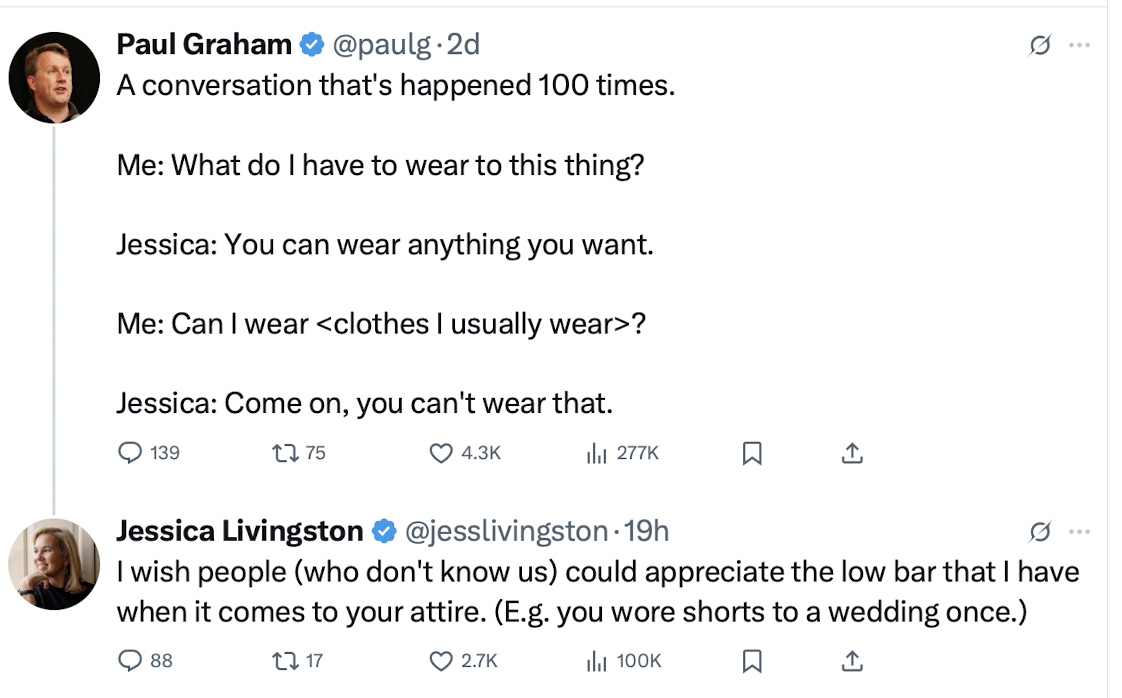 Paul Graham @paulg · 2d
A conversation that's happened 100 times.
Me: What do I have to wear to this thing?
Jessica: You can wear anything you want.
Me: Can I wear <clothes I usually wear>?
Jessica: Come on, you can't wear that.
139 75 4.3K 277K
Jessica Livingston @jesslivingston · 19h
I wish people (who don't know us) could appreciate the low bar that I have
when it comes to your attire. (E.g. you wore shorts to a wedding once.)
88 17 2.7K 100K